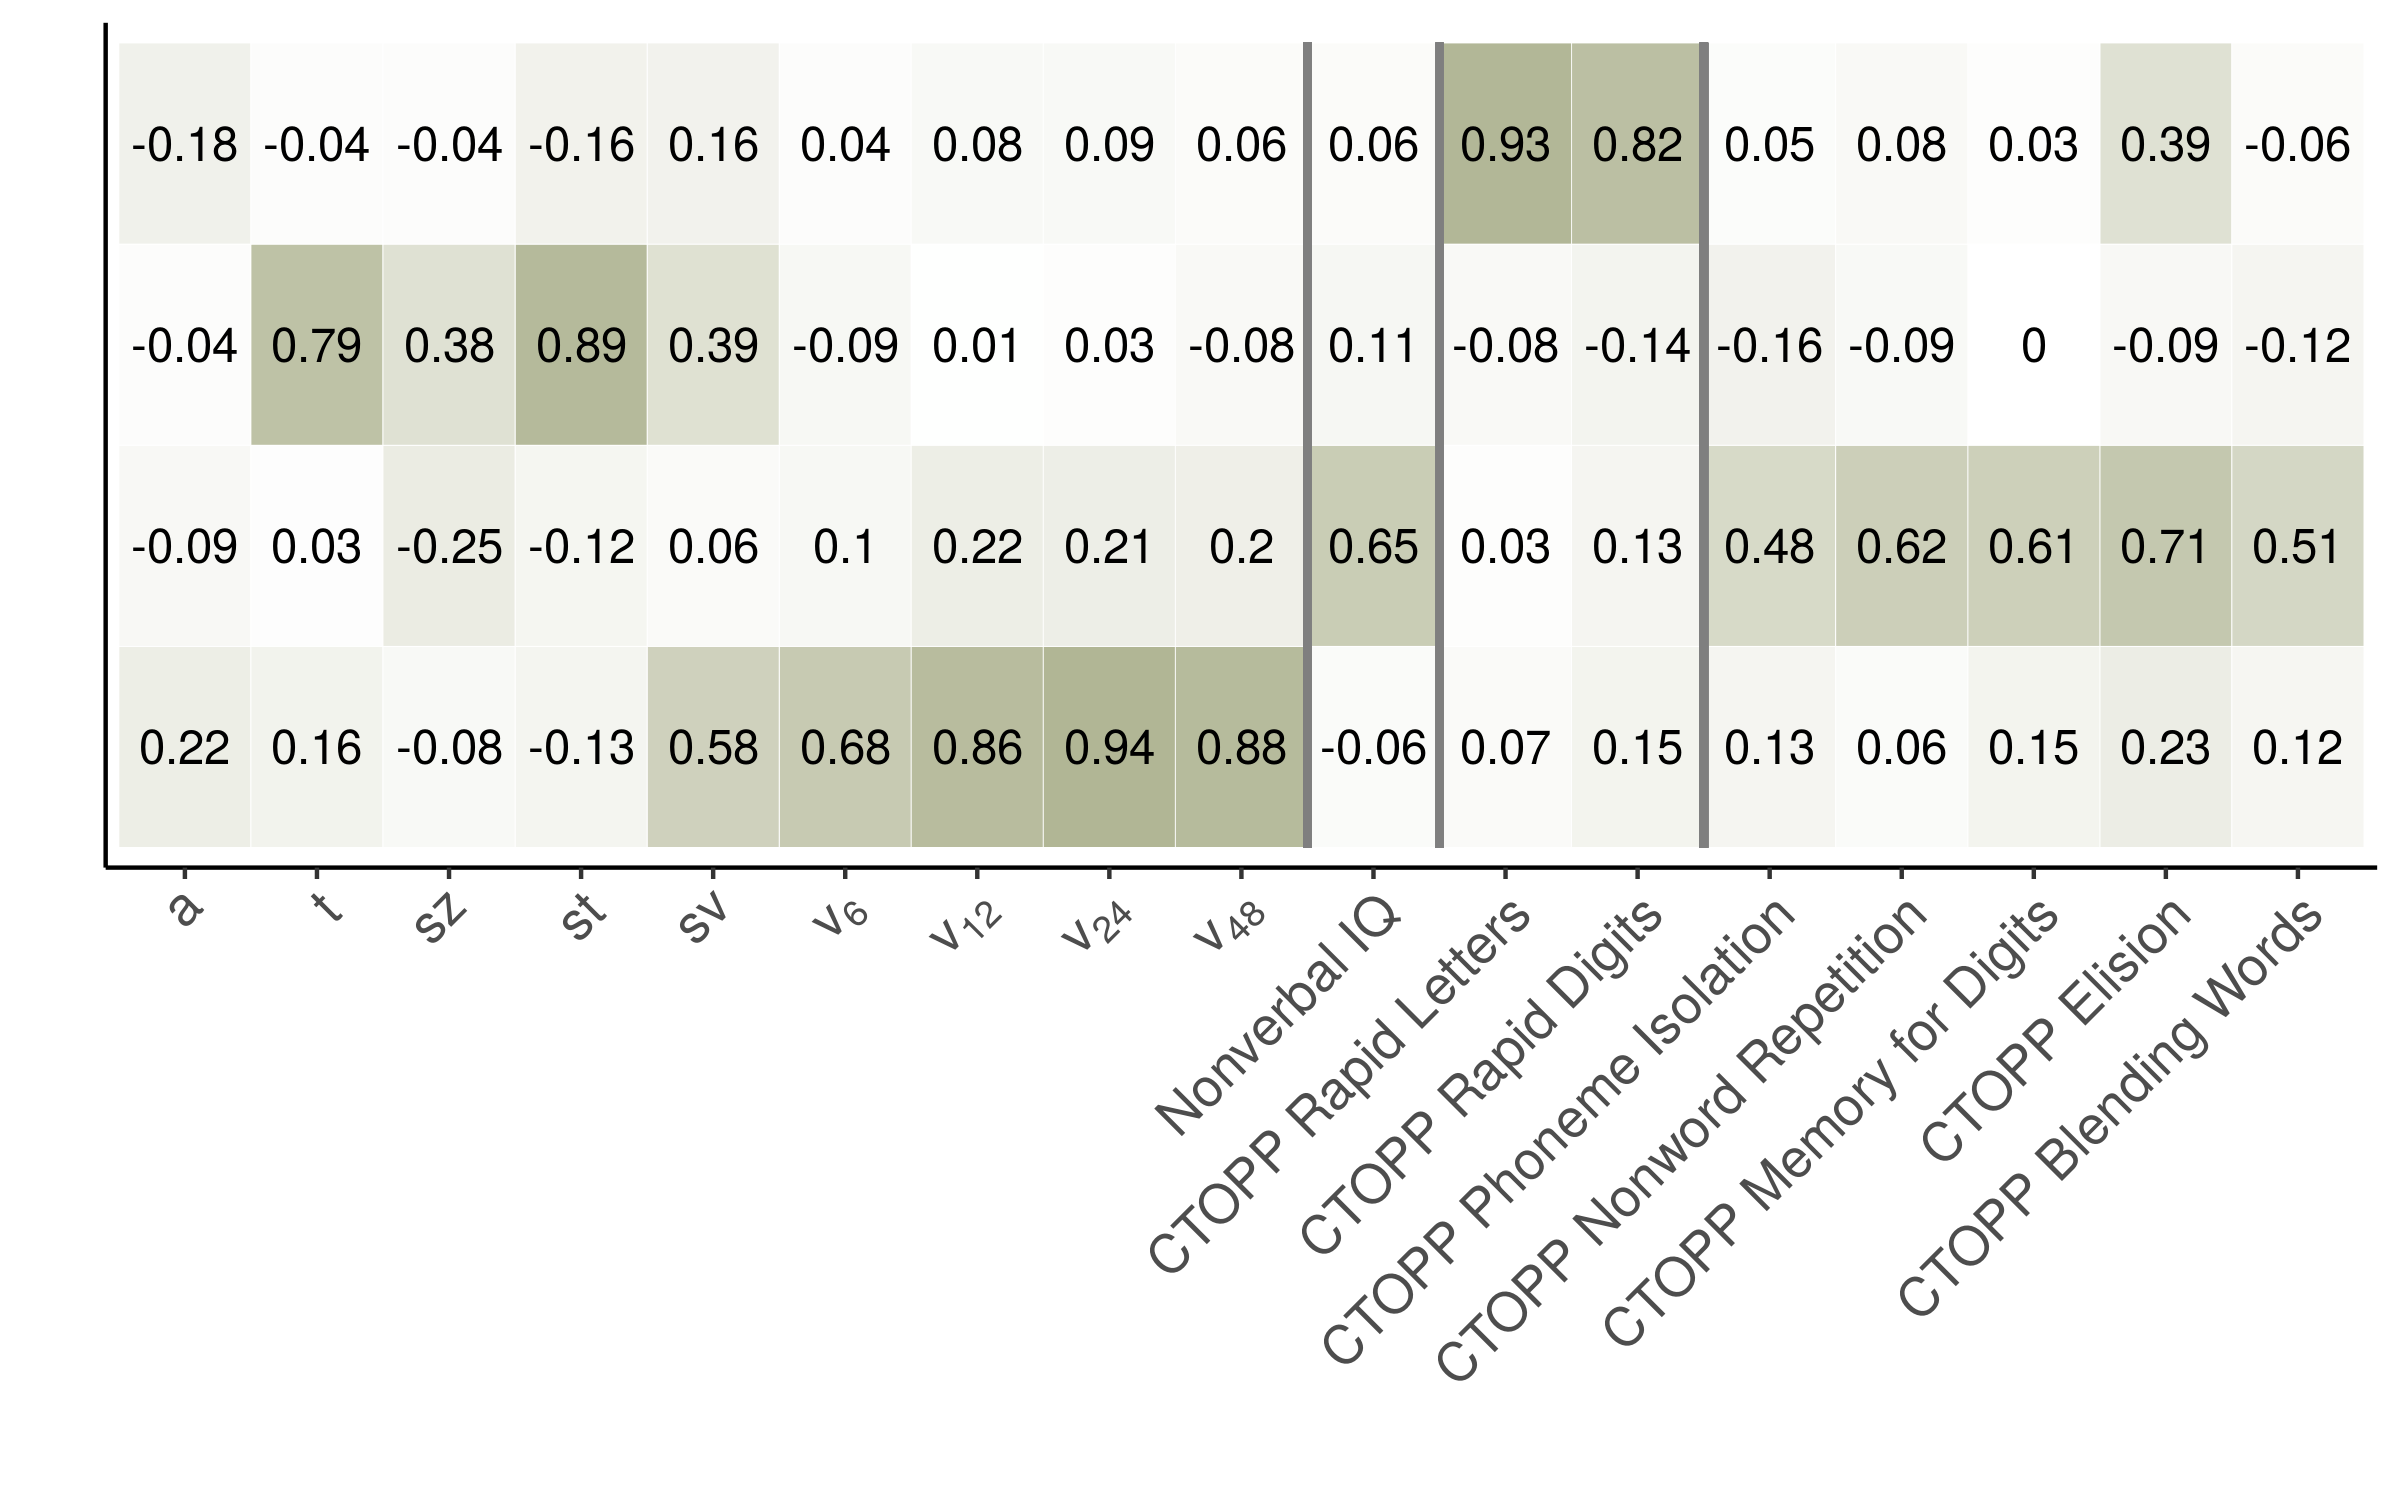 -0.18 -0.04 -0.04 -0.16 0.16 0.04 0.08 0.09 0.06 0.06 0.93 0.82 0.05 0.08 0.03 0.39 -0.06
-0.04 0.79 0.38 0.89 0.39 -0.09 0.01 0.03 -0.08 0.11 -0.08 -0.14 -0.16 -0.09 0 -0.09 -0.12
-0.09 0.03 -0.25 -0.12 0.06 0.1 0.22 0.21 0.2 0.65 0.03 0.13 0.48 0.62 0.61 0.71 0.51
0.22 0.16 -0.08 -0.13 0.58 0.68 0.86 0.94 0.88 -0.06 0.07 0.15 0.13 0.06 0.15 0.23 0.12
a
t
sz
st
sv
v6
v12
v24
v48
Nonverbal IQ
CTOPP Rapid Letters
CTOPP Rapid Digits
CTOPP Phoneme Isolation
CTOPP Nonword Repetition
CTOPP Memory for Digits
CTOPP Elision
CTOPP Blending Words